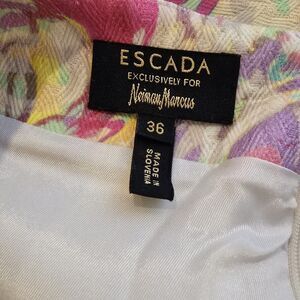 ESCADA
EXCLUSIVELY FOR
Neiman Marcus
36
MADE IN
SLOVENIA